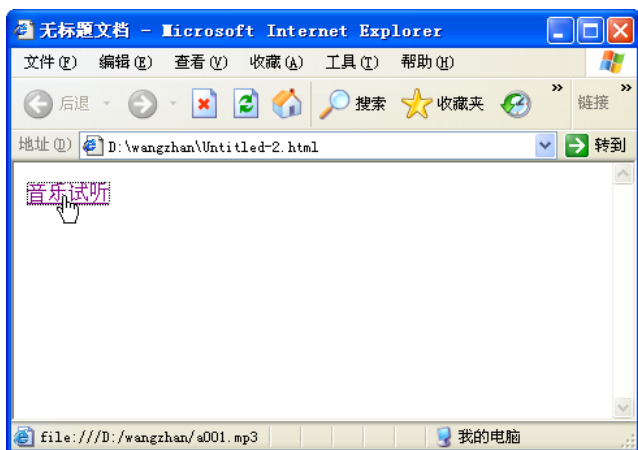 无标题文档 - Microsoft Internet Explorer
文件(F) 编辑(E) 查看(V) 收藏(A) 工具(T) 帮助(H)
后退 搜索 收藏夹 » 链接 »
地址(D) D:\wangzhan\Untitled-2.html 转到
音乐试听
file:///D:/wangzhan/a001.mp3 我的电脑